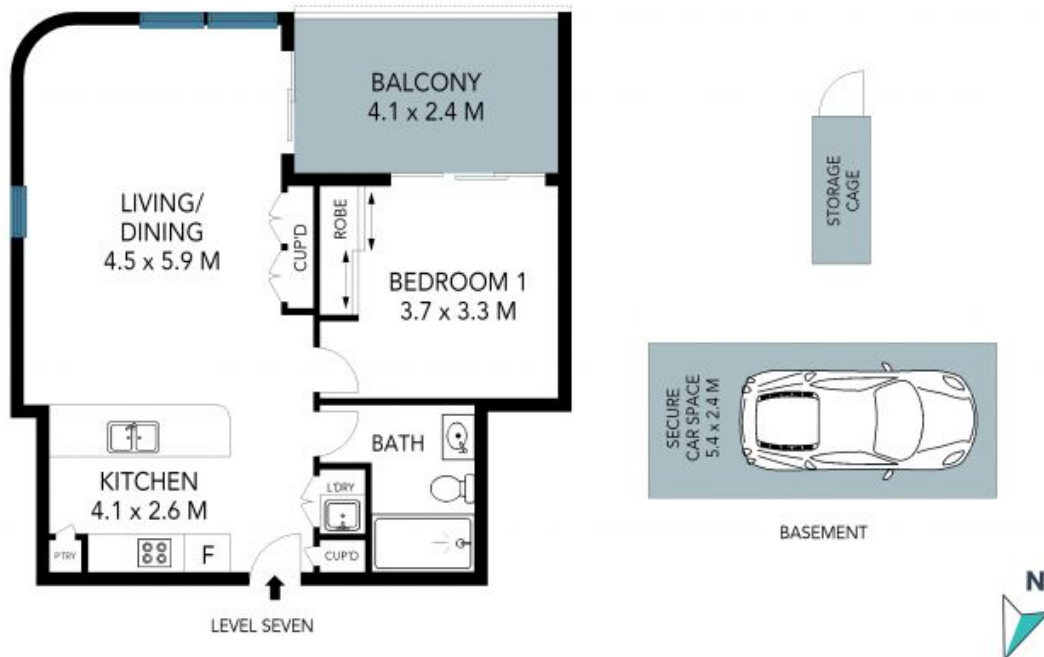 BALCONY
4.1 x 2.4 M
LIVING/
DINING
4.5 x 5.9 M
CUP'D
ROBE
BEDROOM 1
3.7 x 3.3 M
STORAGE
CAGE
SECURE
CAR SPACE
5.4 x 2.4 M
BASEMENT
BATH
L'DRY
KITCHEN
4.1 x 2.6 M
PTRY
F
CUP'D
LEVEL SEVEN
N